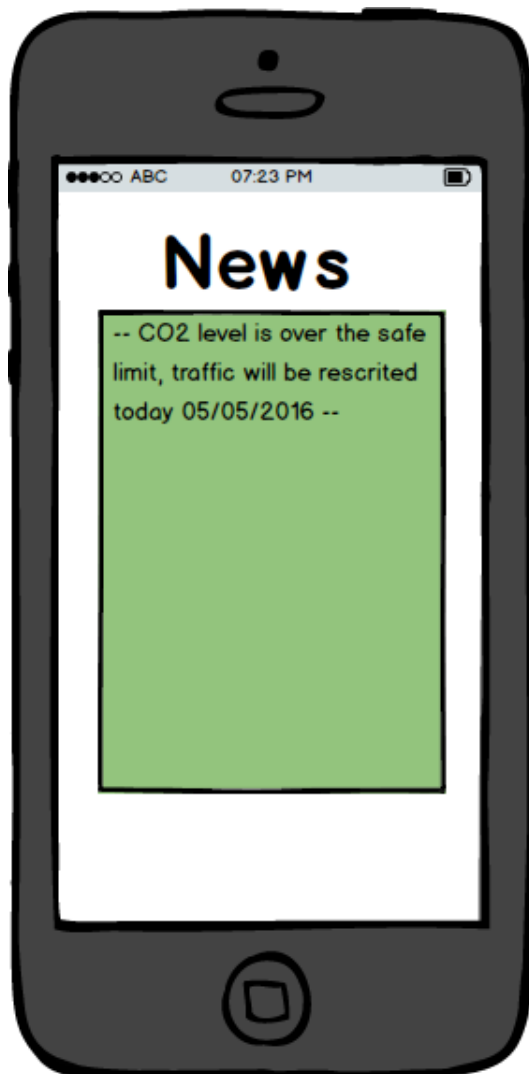 ABC 07:23 PM
News
-- CO2 level is over the safe
limit, traffic will be rescrited
today 05/05/2016 --